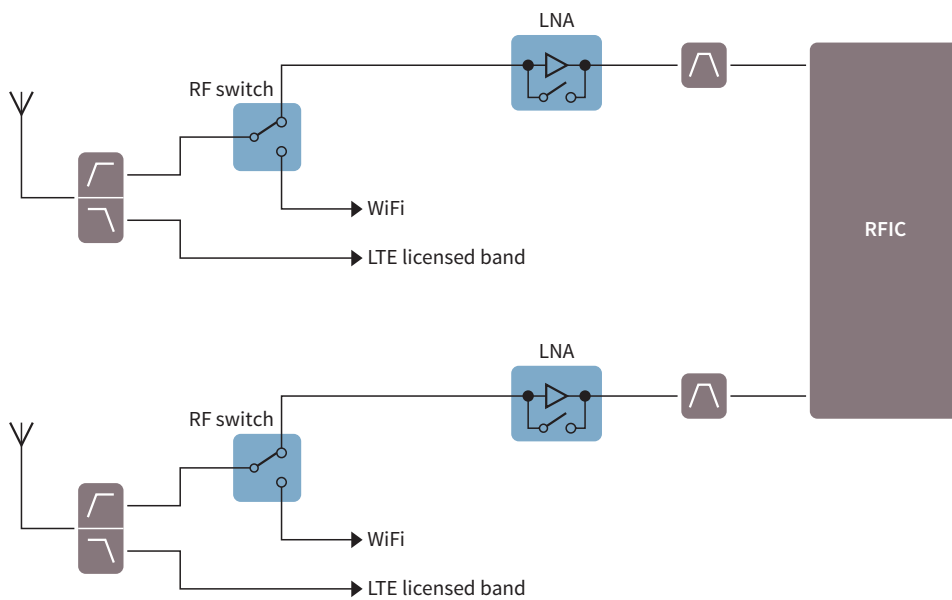 LNA
RF switch
WiFi
LTE licensed band
RFIC
LNA
RF switch
WiFi
LTE licensed band